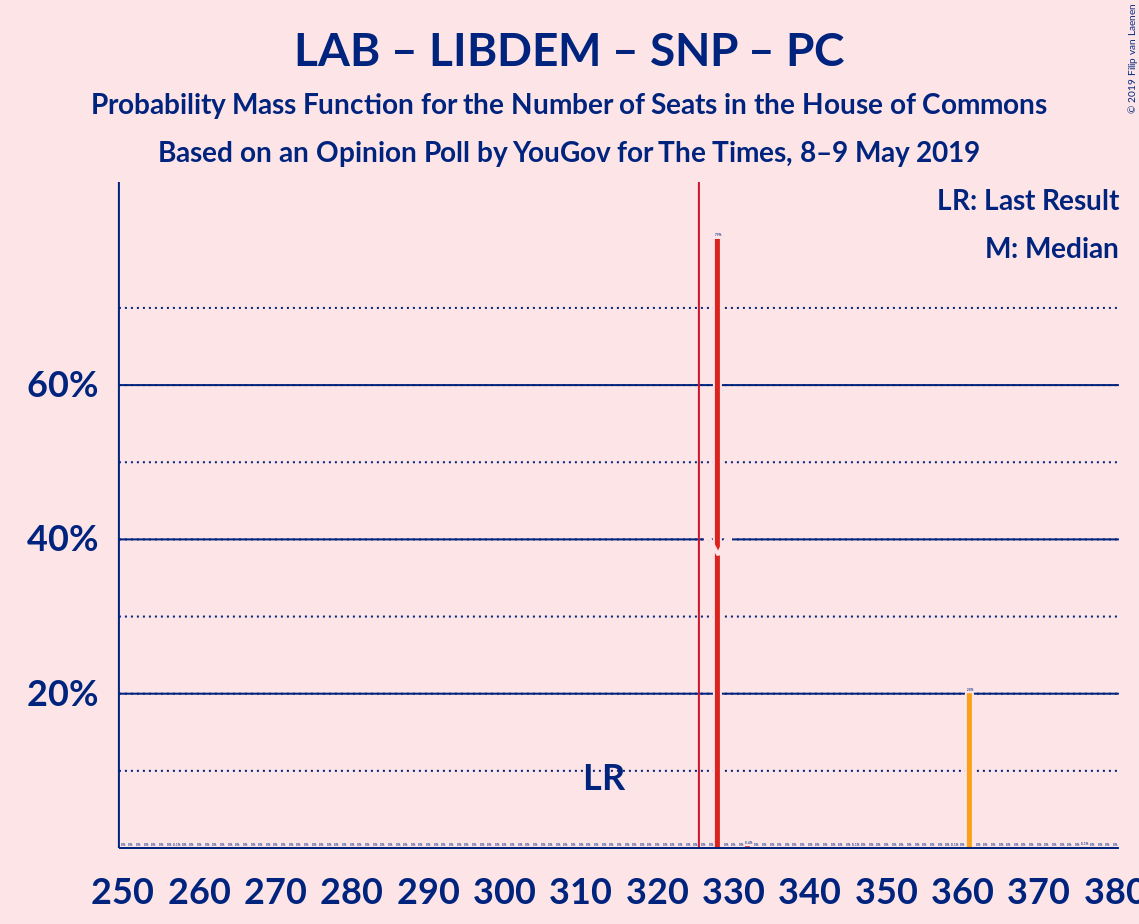 LAB – LIBDEM – SNP – PC
Probability Mass Function for the Number of Seats in the House of Commons
Based on an Opinion Poll by YouGov for The Times, 8–9 May 2019
© 2019 Filip van Laenen
LR: Last Result
M: Median
79%
60%
40%
20%
20%
LR
250 260 270 280 290 300 310 320 330 340 350 360 370 380